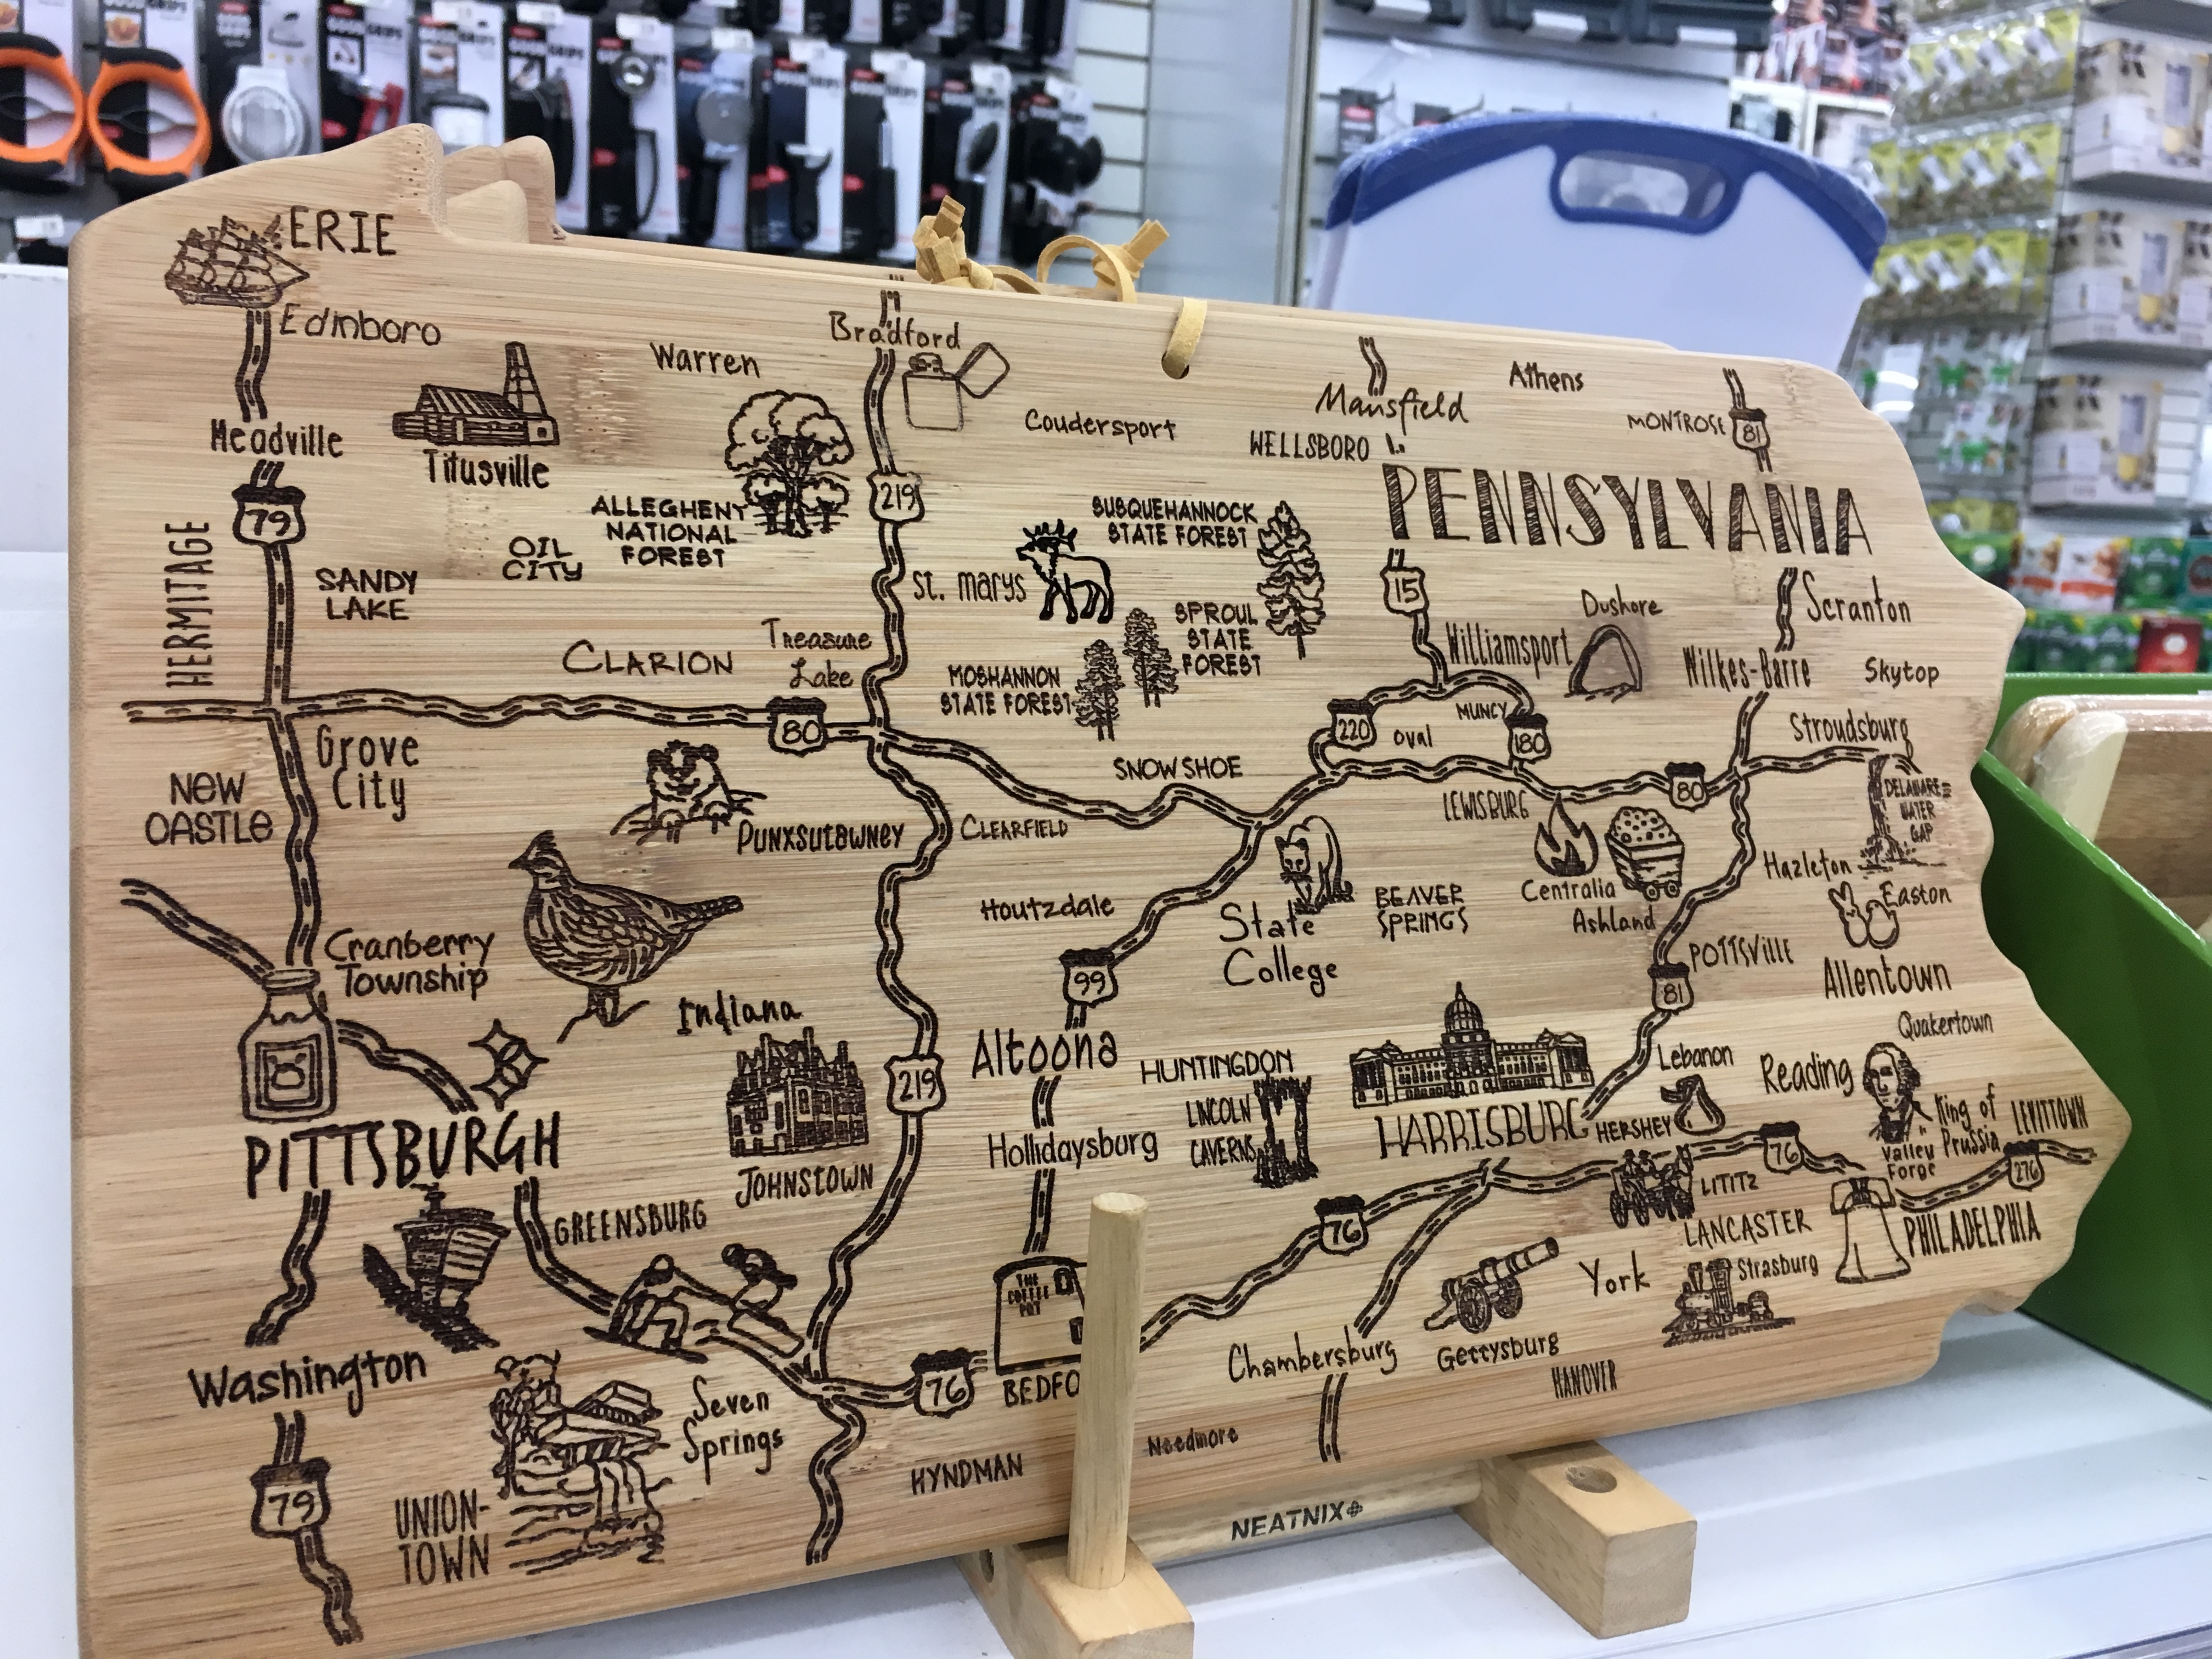 ERIE
Edinboro
Bradford
Warren
Coudersport
Mansfield
Athens
MONTROSE
81
WELLSBORO
Meadville
Titusville
PENNSYLVANIA
79
219
ALLEGHENY
NATIONAL
FOREST
OIL
CITY
SUSQUEHANNOCK
STATE FOREST
HERMITAGE
SANDY
LAKE
St. Marys
15
Dushore
Scranton
SPROUL
STATE
FOREST
CLARION
Treasure
Lake
MOSHANNON
STATE FOREST
Williamsport
Wilkes-Barre
Skytop
80
220
MUNCY
Oval
180
Stroudsburg
Grove
City
SNOW SHOE
80
NEW
CASTLE
LEWISBURG
DELAWARE
WATER
GAP
PUNXSUTAWNEY
CLEARFIELD
Hazleton
Houtzdale
BEAVER
SPRINGS
Centralia
Ashland
Easton
State
College
Cranberry
Township
99
POTTSVILLE
81
Allentown
Indiana
Altoona
HUNTINGDON
Quakertown
Lebanon
Reading
219
LINCOLN
CAVERNS
HARRISBURG
HERSHEY
King of
Prussia
LEVITTOWN
PITTSBURGH
JOHNSTOWN
Hollidaysburg
76
Valley
Forge
276
LITITZ
GREENSBURG
76
LANCASTER
PHILADELPHIA
York
Strasburg
THE
COFFEE
POT
Washington
76
BEDFO
Chambersburg
Gettysburg
HANOVER
Seven
Springs
HYNDMAN
Needmore
79
UNION-
TOWN
NEATNIX